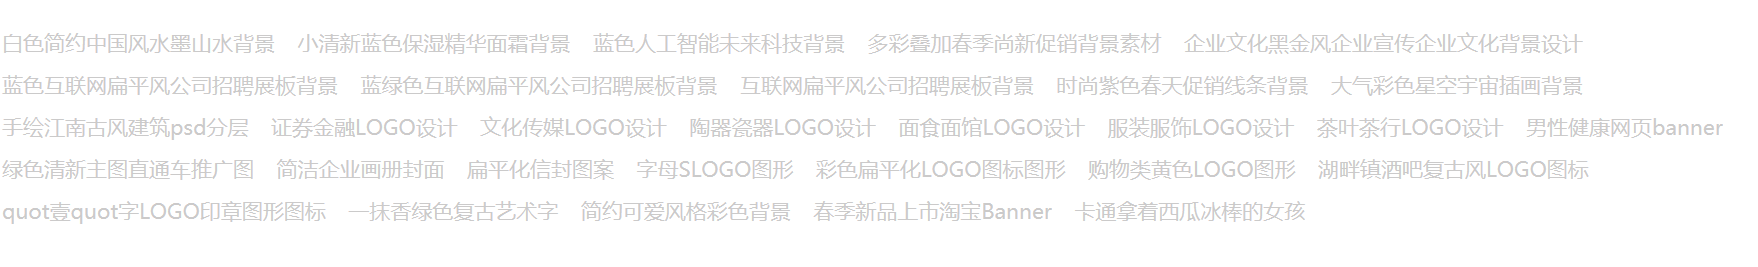 白色简约中国风水墨山水背景 小清新蓝色保湿精华面霜背景 蓝色人工智能未来科技背景 多彩叠加春季尚新促销背景素材 企业文化黑金风企业宣传企业文化背景设计
蓝色互联网扁平风公司招聘展板背景 蓝绿色互联网扁平风公司招聘展板背景 互联网扁平风公司招聘展板背景 时尚紫色春天促销线条背景 大气彩色星空宇宙插画背景
手绘江南古风建筑psd分层 证券金融LOGO设计 文化传媒LOGO设计 陶器瓷器LOGO设计 面食面馆LOGO设计 服装服饰LOGO设计 茶叶茶行LOGO设计 男性健康网页banner
绿色清新主图直通车推广图 简洁企业画册封面 扁平化信封图案 字母SLOGO图形 彩色扁平化LOGO图标图形 购物类黄色LOGO图形 湖畔镇酒吧复古风LOGO图标
quot壹quot字LOGO印章图形图标 一抹香绿色复古艺术字 简约可爱风格彩色背景 春季新品上市淘宝Banner 卡通拿着西瓜冰棒的女孩